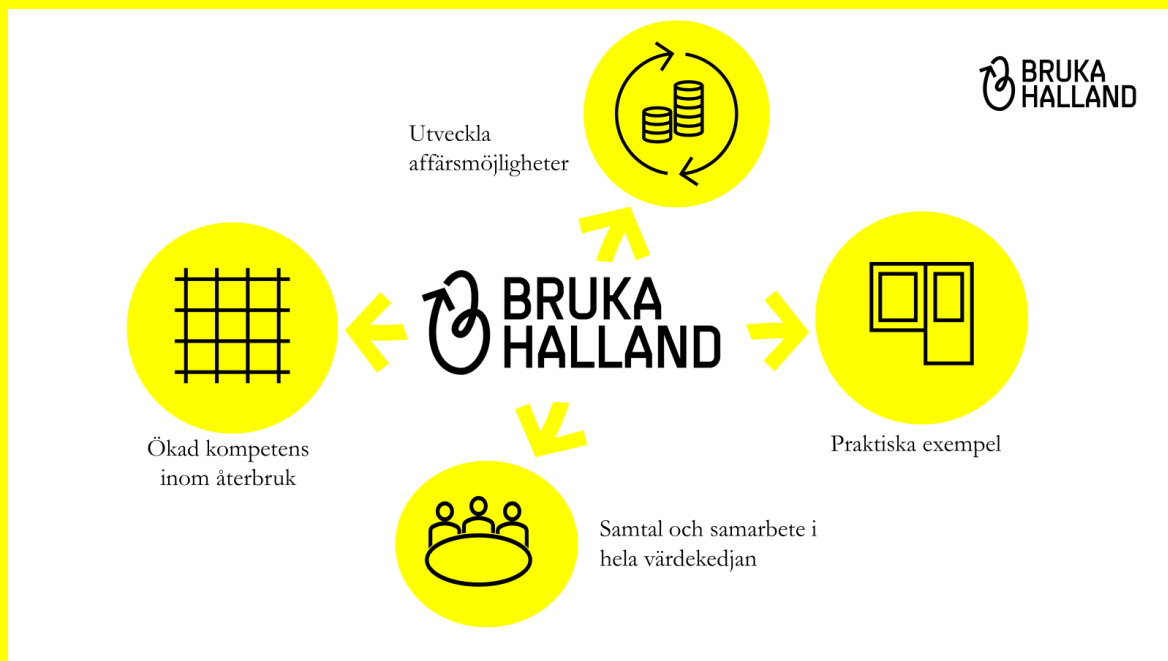 BRUKA
HALLAND
Utveckla
affärsmöjligheter
BRUKA
HALLAND
Ökad kompetens
inom återbruk
Praktiska exempel
Samtal och samarbete i
hela värdekedjan